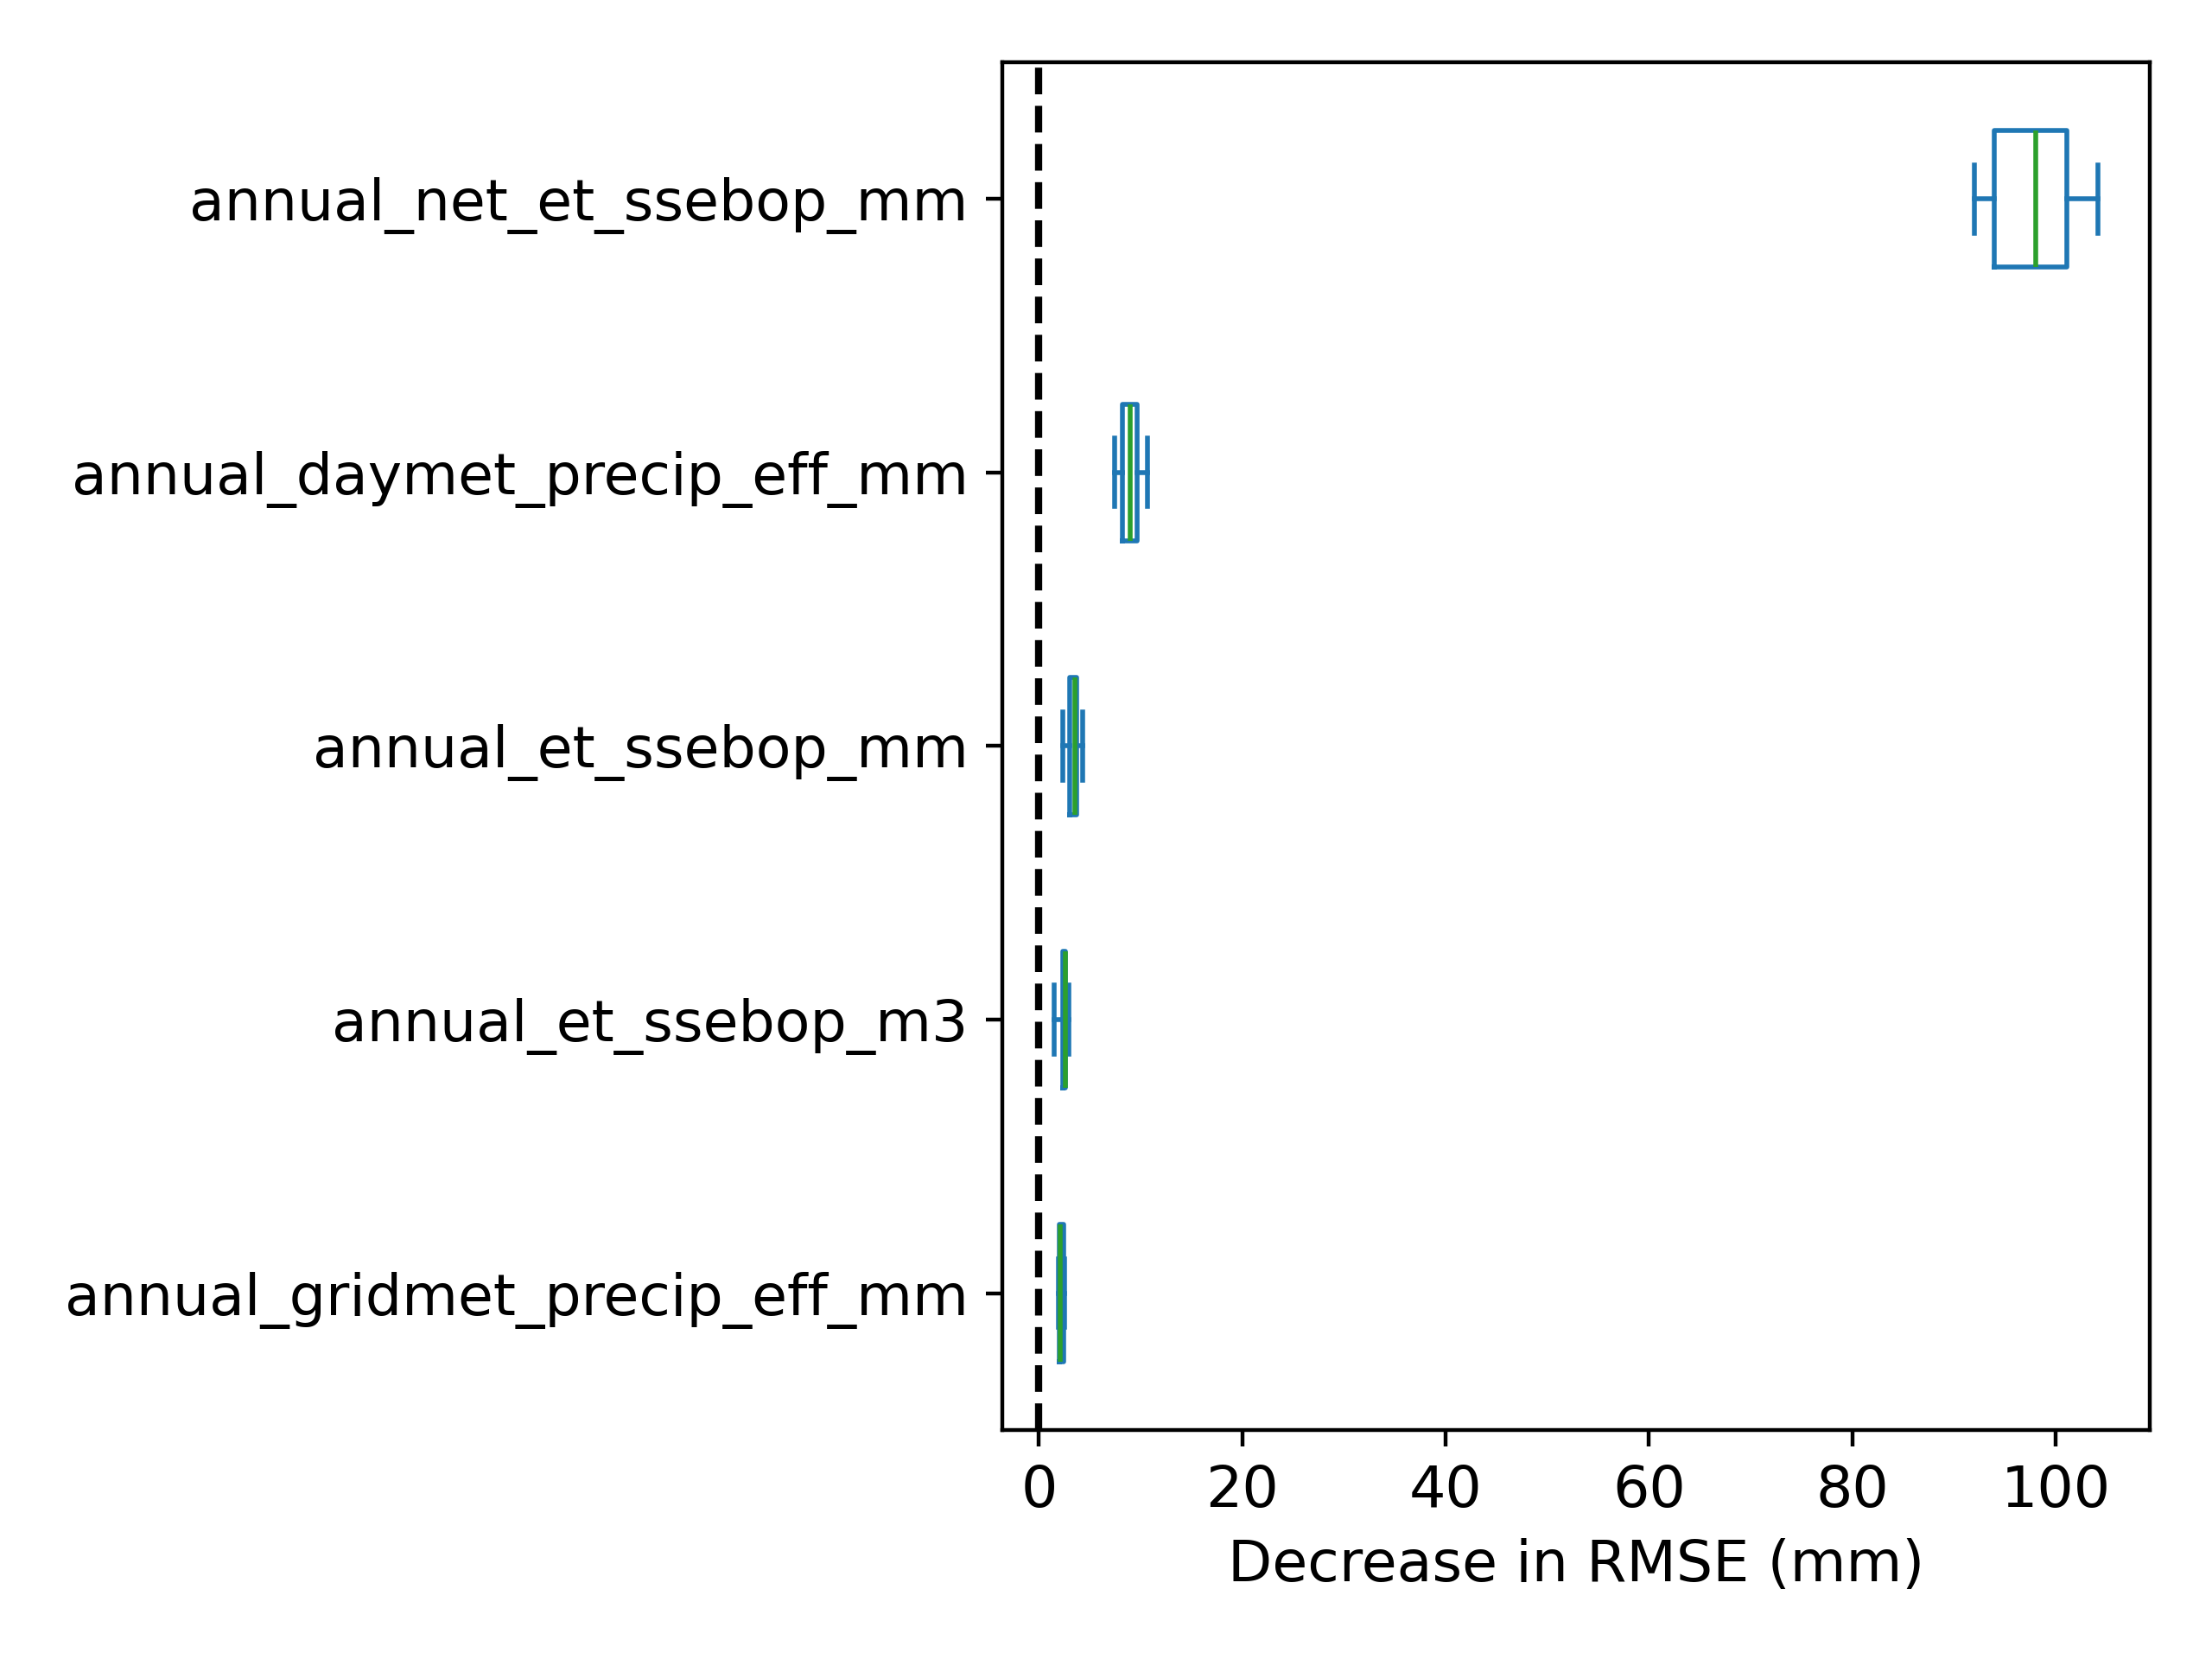 annual_net_et_ssebop_mm
annual_daymet_precip_eff_mm
annual_et_ssebop_mm
annual_et_ssebop_m3
annual_gridmet_precip_eff_mm
0 20 40 60 80 100
Decrease in RMSE (mm)